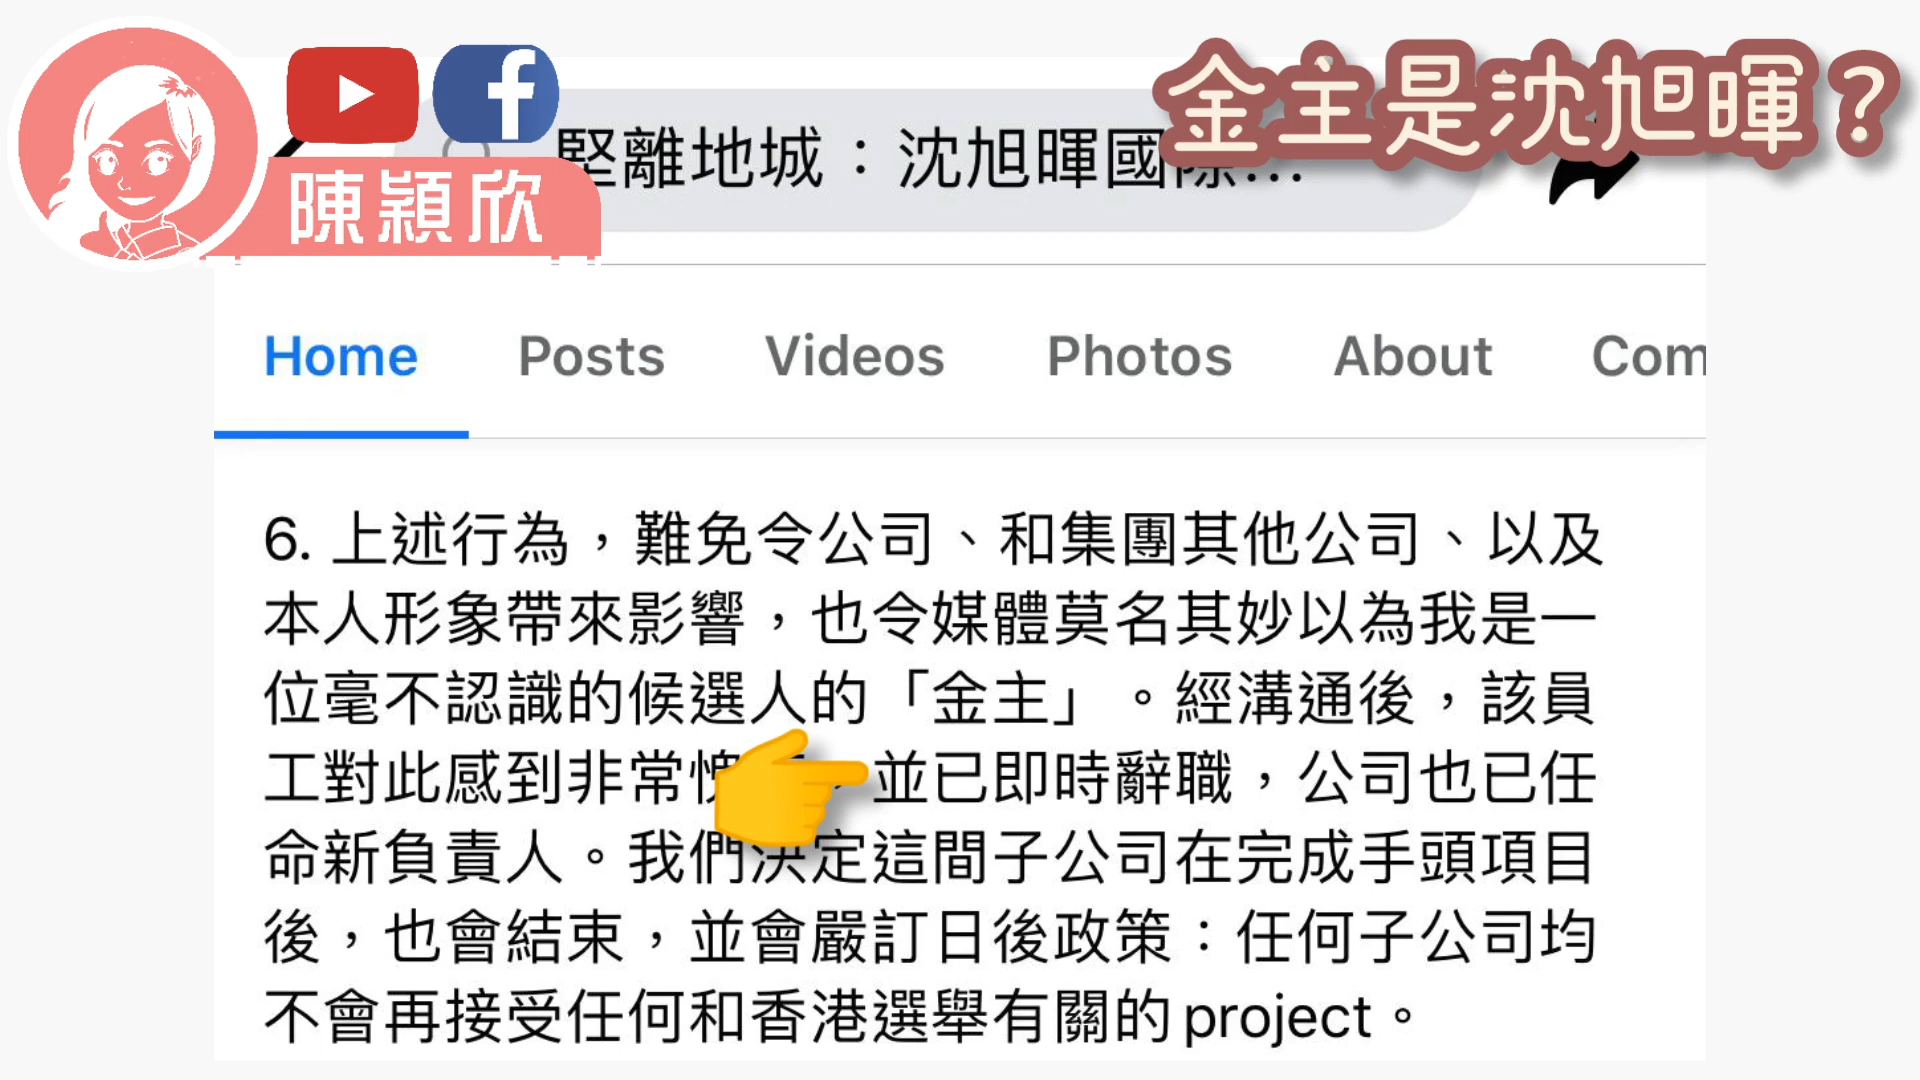 金主是沈旭暉？
堅離地城：沈旭暉國際...
陳穎欣
Home Posts Videos Photos About Com
6. 上述行為，難免令公司、和集團其他公司、以及
本人形象帶來影響，也令媒體莫名其妙以為我是一
位毫不認識的候選人的「金主」。經溝通後，該員
工對此感到非常愧，並已即時辭職，公司也已任
命新負責人。我們決定這間子公司在完成手頭項目
後，也會結束，並會嚴訂日後政策：任何子公司均
不會再接受任何和香港選舉有關的project。